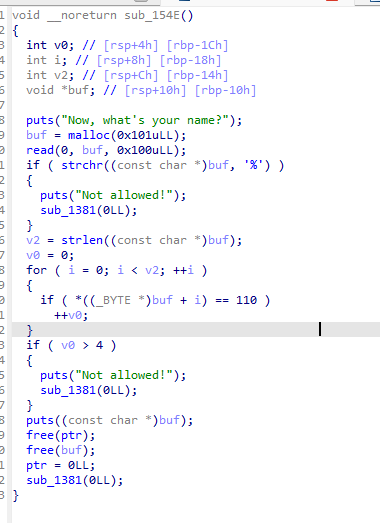 1 void __noreturn sub_154E()
2 {
3 int v0; // [rsp+4h] [rbp-1Ch]
4 int i; // [rsp+8h] [rbp-18h]
5 int v2; // [rsp+Ch] [rbp-14h]
6 void *buf; // [rsp+10h] [rbp-10h]
7
8 puts("Now, what's your name?");
9 buf = malloc(0x101uLL);
0 read(0, buf, 0x100uLL);
1 if ( strchr((const char *)buf, '%') )
2 {
3 puts("Not allowed!");
4 sub_1381(0LL);
5 }
6 v2 = strlen((const char *)buf);
7 v0 = 0;
8 for ( i = 0; i < v2; ++i )
9 {
0 if ( *((_BYTE *)buf + i) == 110 )
1 ++v0;
2 }
3 if ( v0 > 4 )
4 {
5 puts("Not allowed!");
6 sub_1381(0LL);
7 }
8 puts((const char *)buf);
9 free(ptr);
0 free(buf);
1 ptr = 0LL;
2 sub_1381(0LL);
3 }